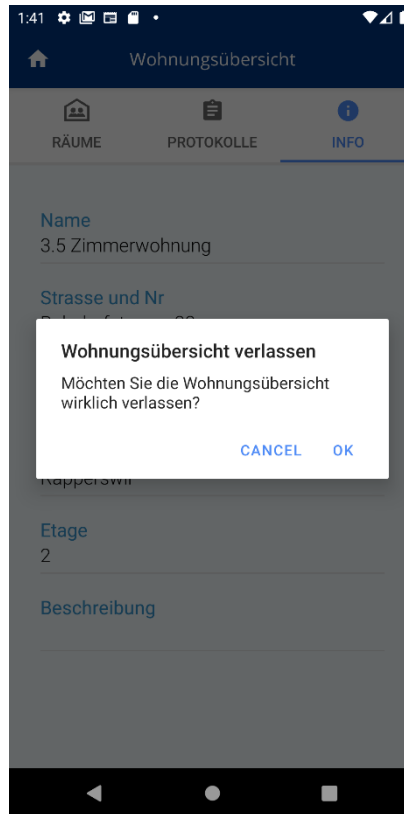 1:41
Wohnungsübersicht
RÄUME
PROTOKOLLE
INFO
Name
3.5 Zimmerwohnung
Strasse und Nr
Wohnungsübersicht verlassen
Möchten Sie die Wohnungsübersicht
wirklich verlassen?
CANCEL
OK
Rapperswil
Etage
2
Beschreibung